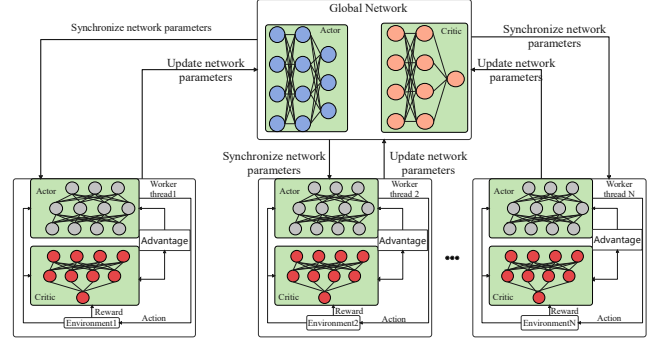 Global Network
Synchronize network parameters
Actor
Critic
Synchronize network
parameters
Update network
parameters
Update network
parameters
Synchronize network
parameters
Update network
parameters
Actor
Worker
thread1
Advantage
Critic
Reward
Environment1
Action
Actor
Worker
thread 2
Advantage
Critic
Reward
Environment2
Action
Actor
Worker
thread N
Advantage
Critic
Reward
EnvironmentN
Action